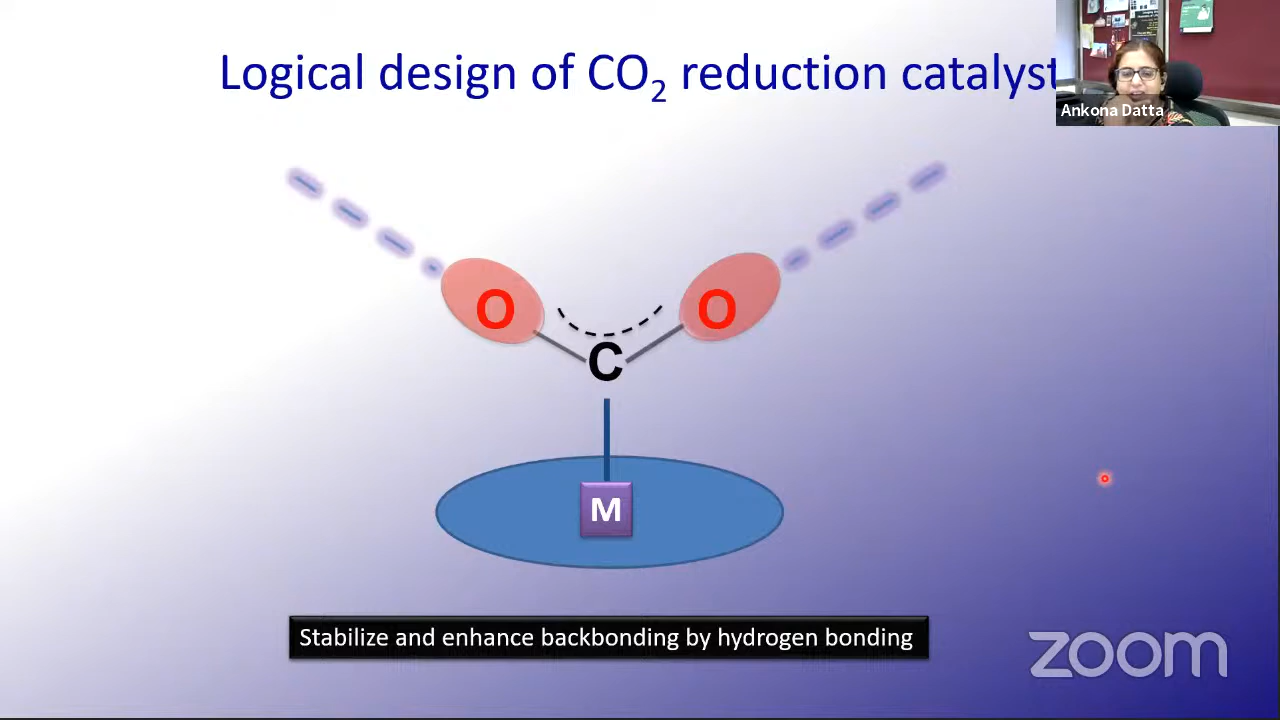 Logical design of CO₂ reduction catalyst
Ankona Datta
O
O
C
M
Stabilize and enhance backbonding by hydrogen bonding
zoom